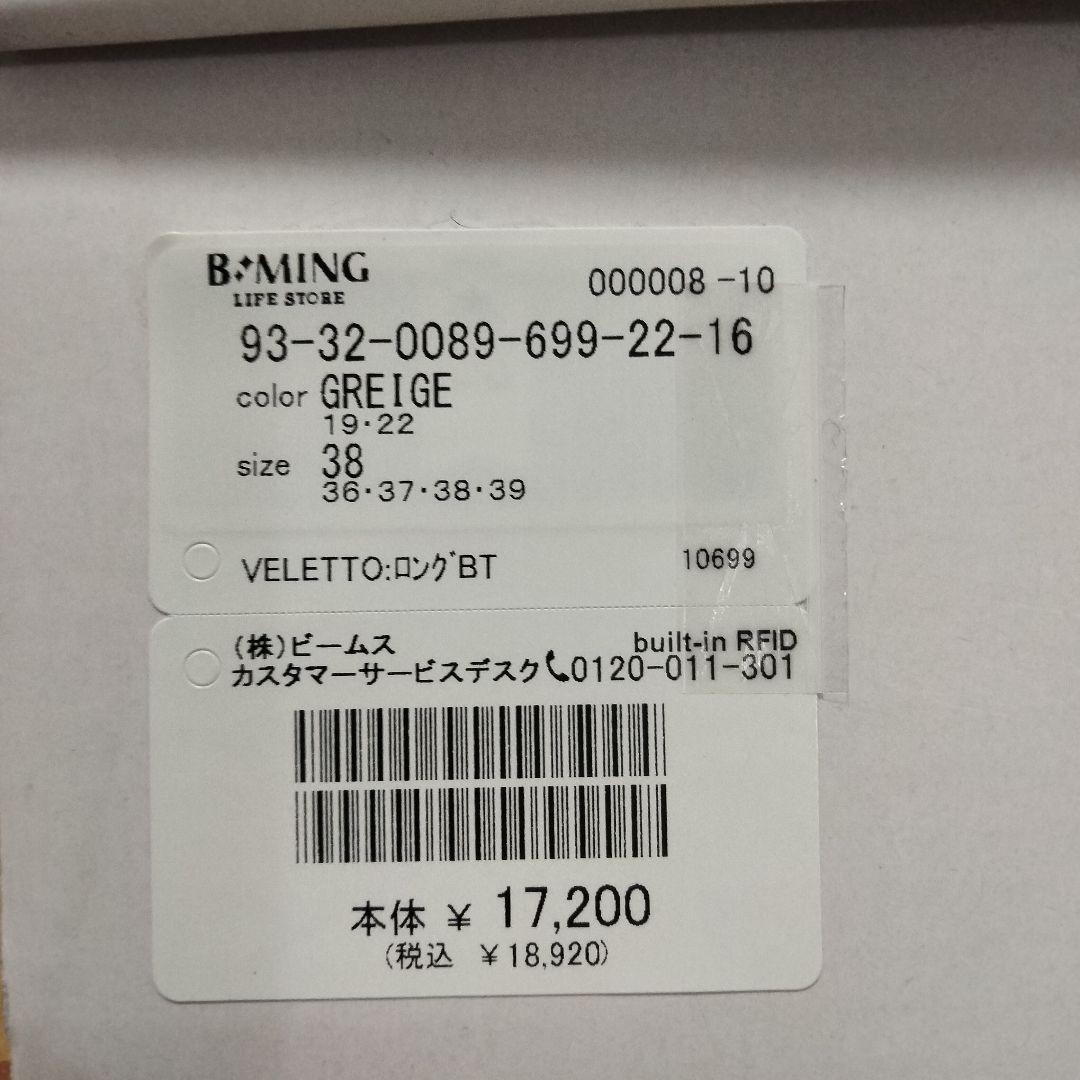 B:MING
LIFE STORE
000008-10
93-32-0089-699-22-16
color GREIGE
19・22
size 38
36・37・38・39
VELETTO:ロングBT 10699
(株)ビームス built-in RFID
カスタマーサービスデスク 0120-011-301
本体 ¥ 17,200
(税込 ¥18,920)